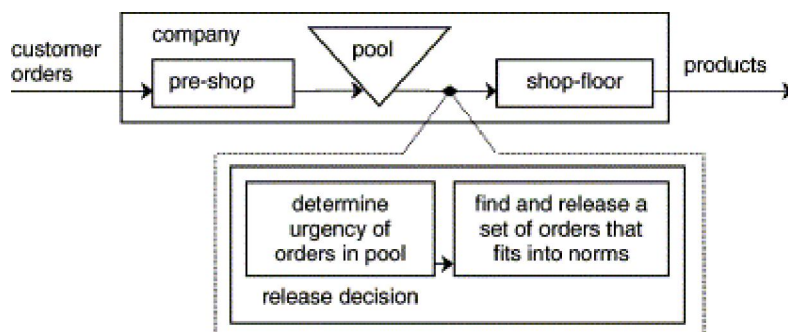 company
pool
customer
orders
pre-shop
shop-floor
products
determine
urgency of
orders in pool
find and release a
set of orders that
fits into norms
release decision